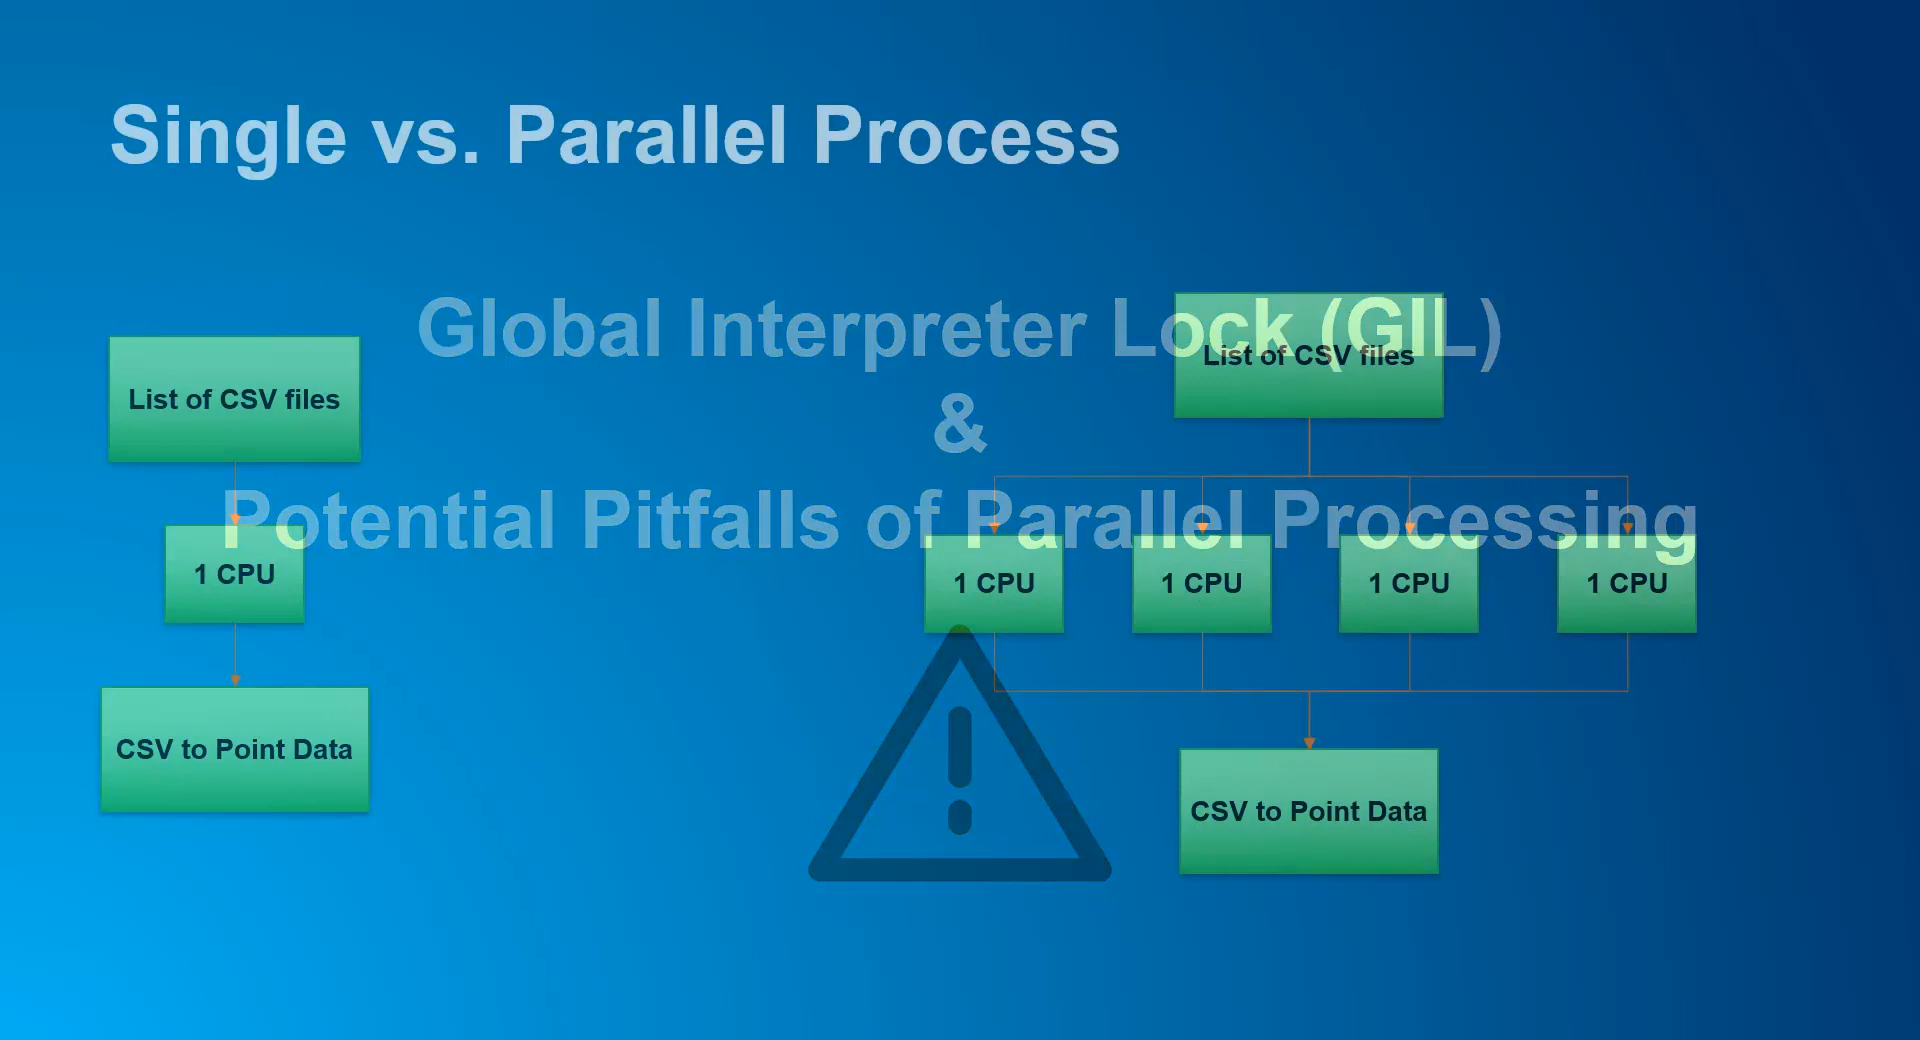 Single vs. Parallel Process
Global Interpreter Lock (GIL)
&
Potential Pitfalls of Parallel Processing
List of CSV files
1 CPU
CSV to Point Data
List of CSV files
1 CPU
1 CPU
1 CPU
1 CPU
CSV to Point Data